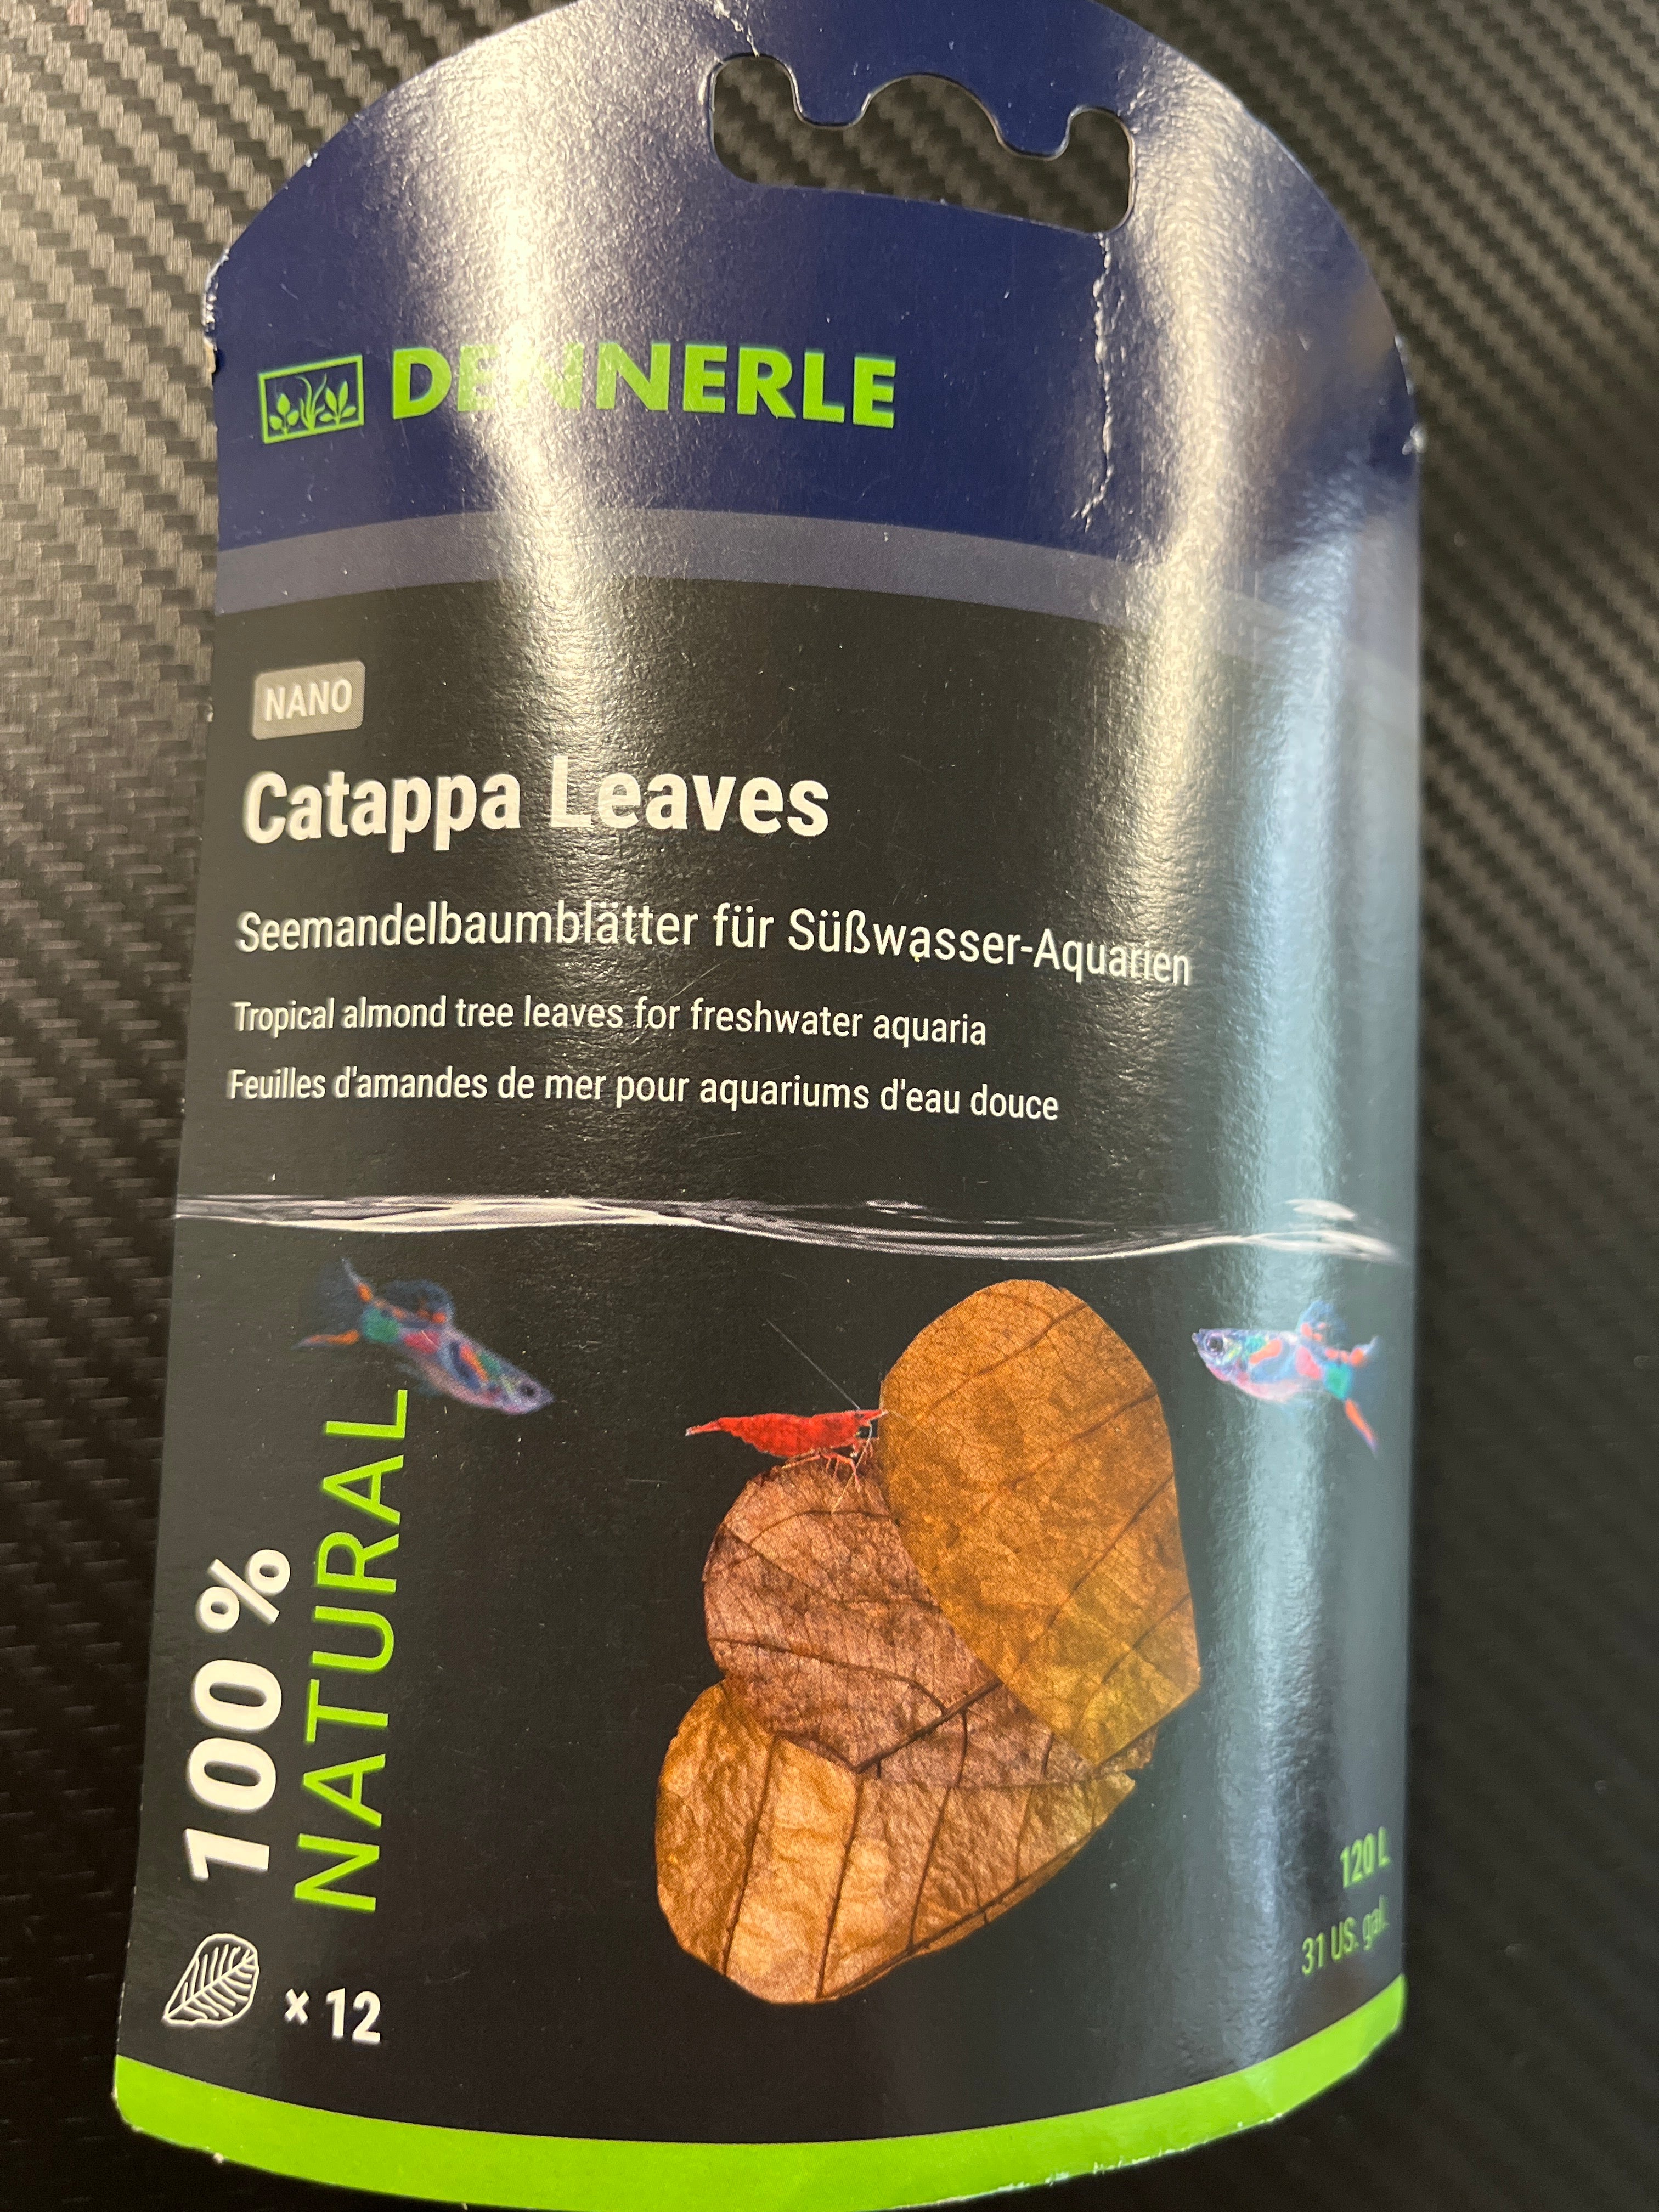 DENNERLE
NANO
Catappa Leaves
Seemandelbaumblätter für Süßwasser-Aquarien
Tropical almond tree leaves for freshwater aquaria
Feuilles d'amandes de mer pour aquariums d'eau douce
100 %
NATURAL
× 12
120 L
31 US. gal.